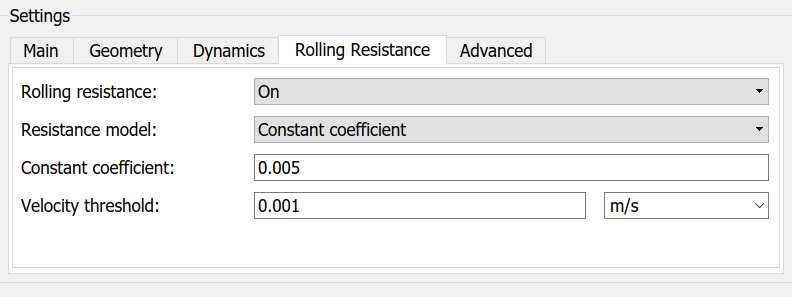 Settings
Main Geometry Dynamics Rolling Resistance Advanced
Rolling resistance: On
Resistance model: Constant coefficient
Constant coefficient: 0.005
Velocity threshold: 0.001 m/s